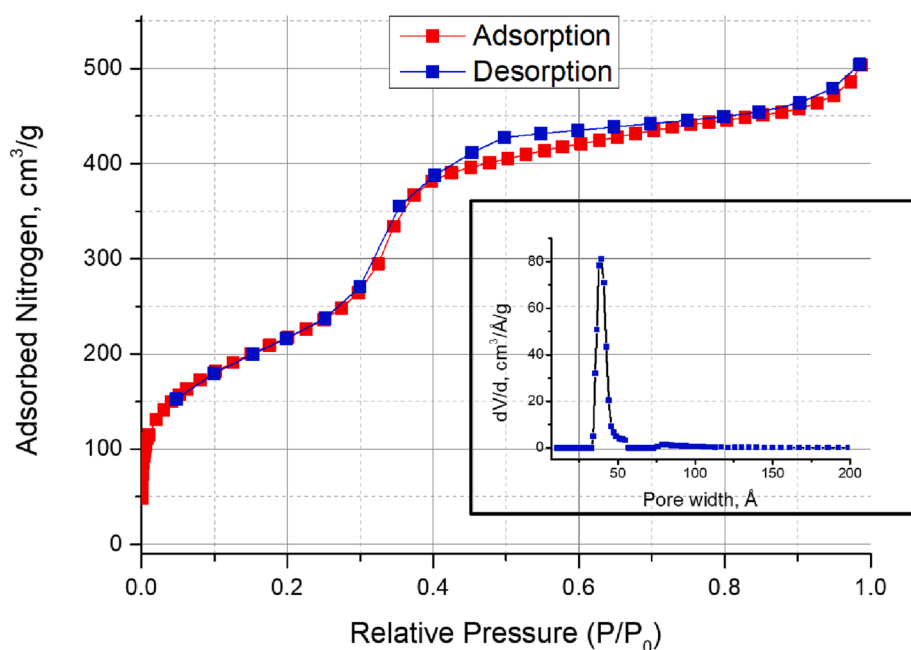 Adsorption
Desorption
Adsorbed Nitrogen, cm³/g
500
400
300
200
100
0
0.0 0.2 0.4 0.6 0.8 1.0
Relative Pressure (P/P₀)
dV/d, cm³/Å/g
80
60
40
20
0
50 100 150 200
Pore width, Å